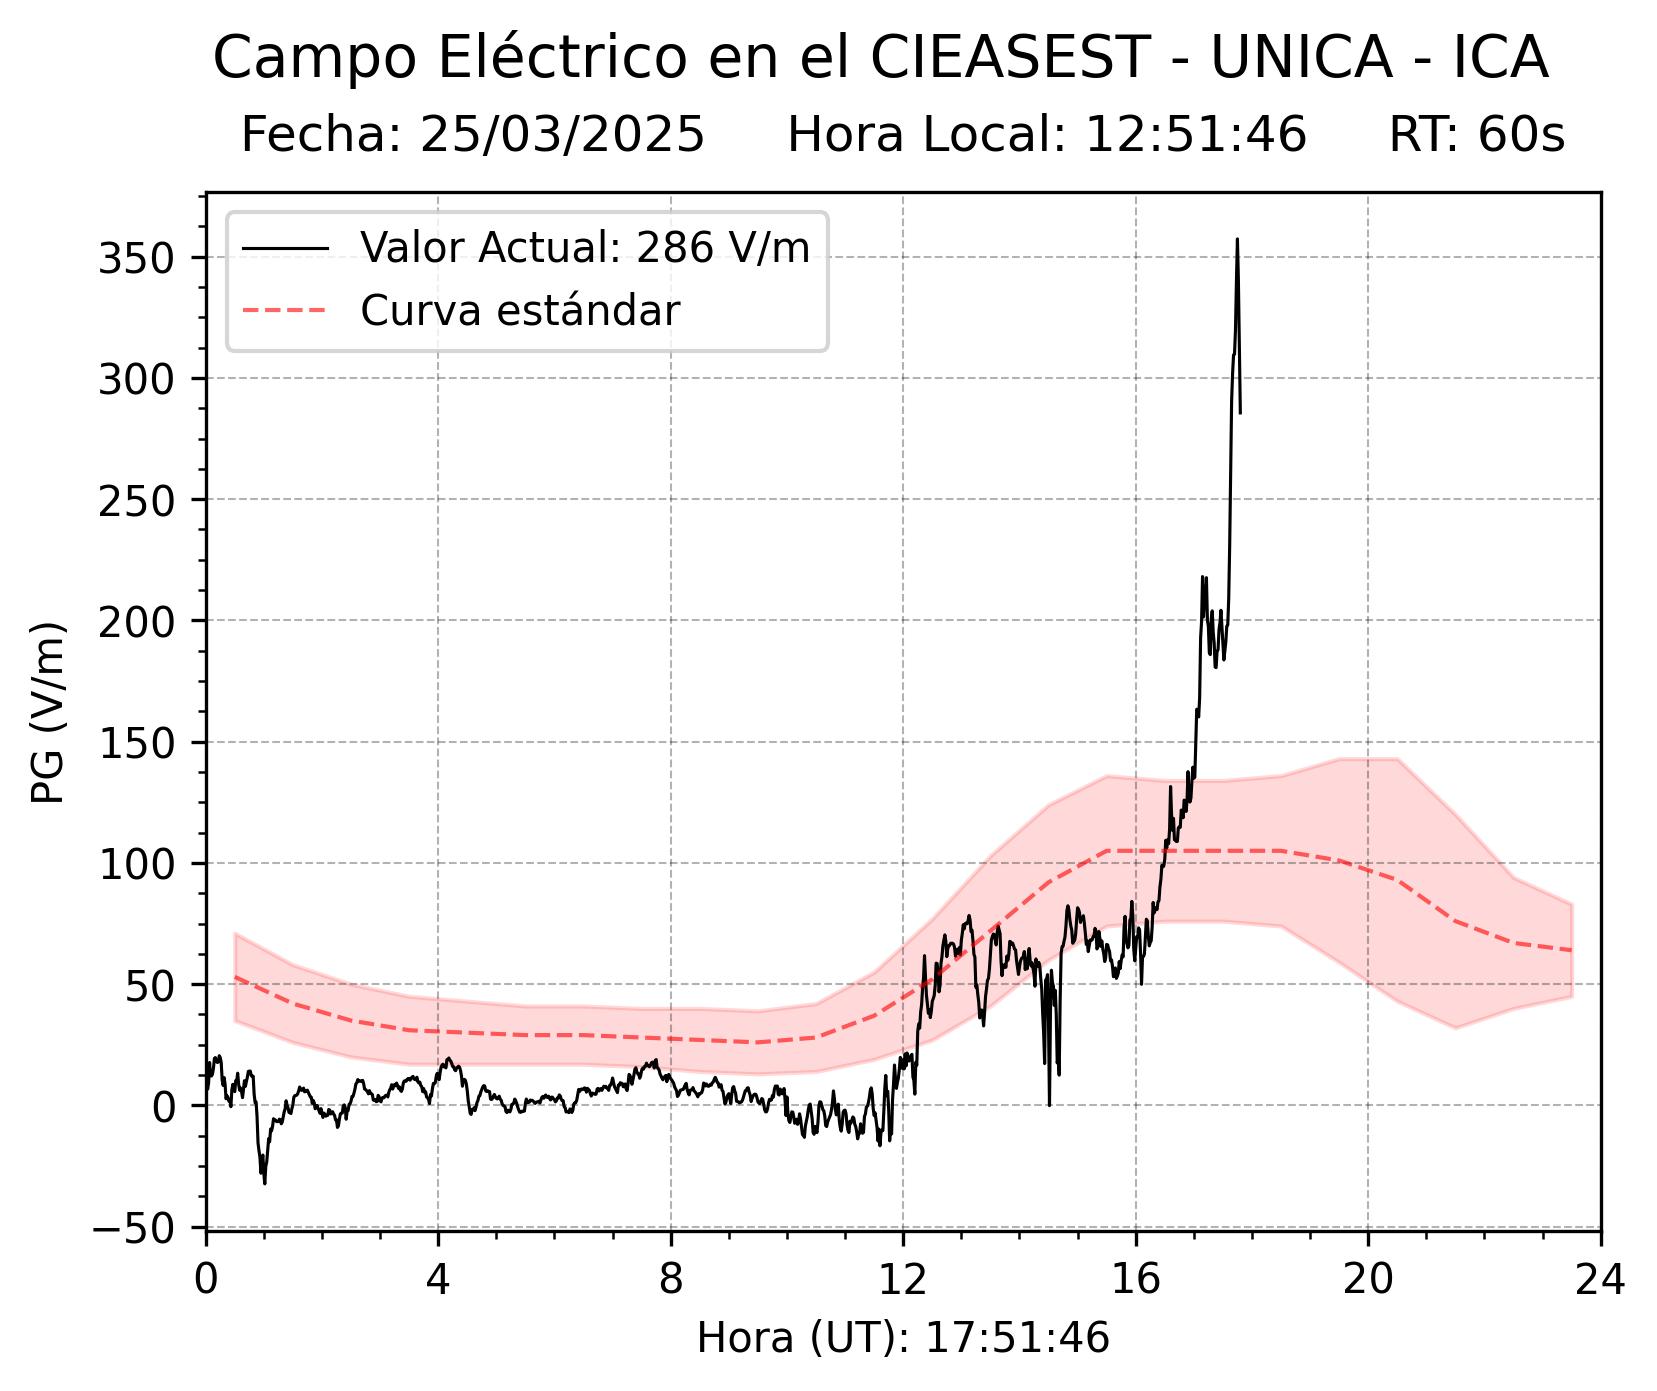 Campo Eléctrico en el CIEASEST - UNICA - ICA
Fecha: 25/03/2025 Hora Local: 12:51:46 RT: 60s
Valor Actual: 286 V/m
Curva estándar
PG (V/m)
350
300
250
200
150
100
50
0
−50
0 4 8 12 16 20 24
Hora (UT): 17:51:46